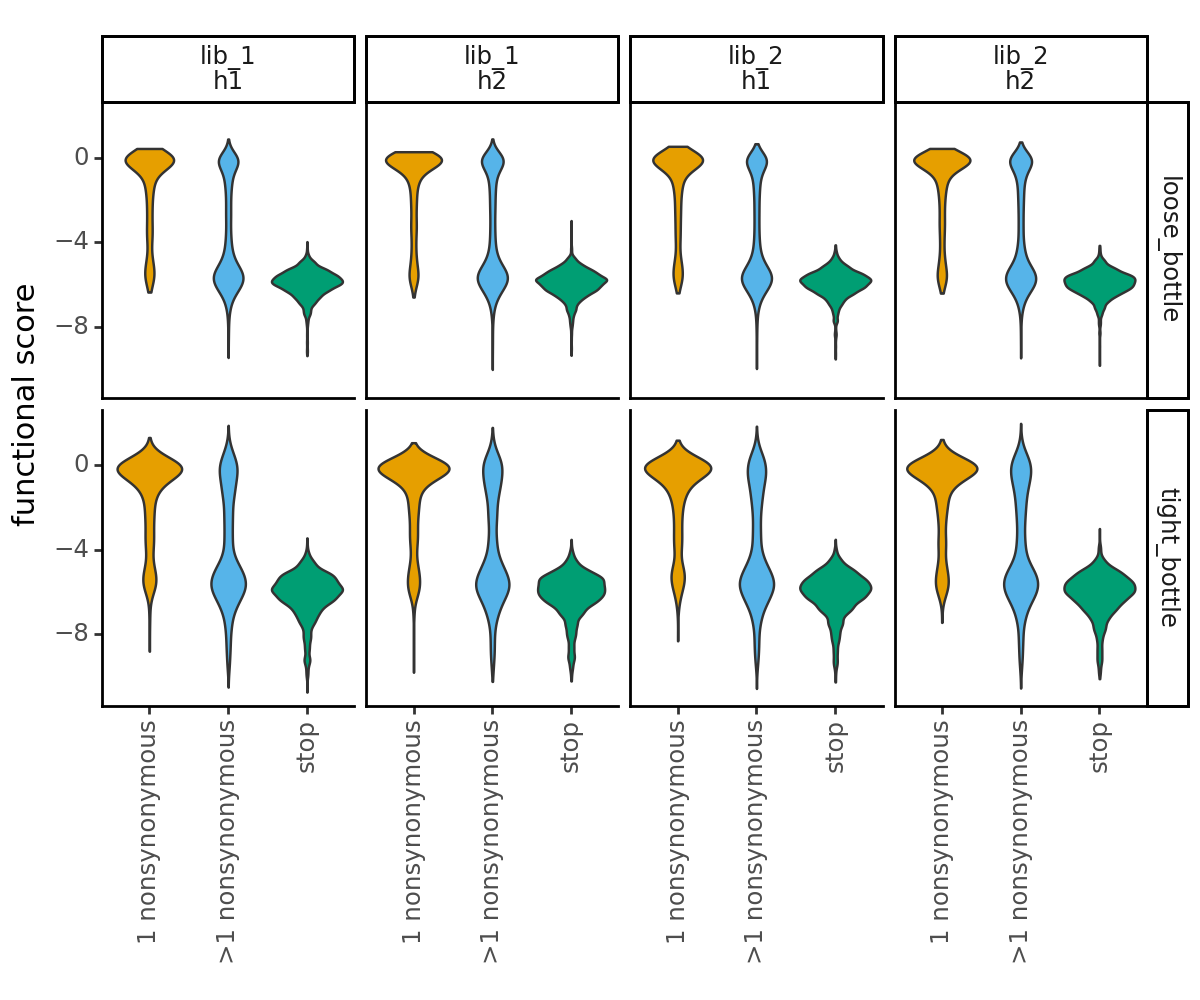 lib_1
h1
lib_1
h2
lib_2
h1
lib_2
h2
functional score
0
−4
−8
loose_bottle
0
−4
−8
tight_bottle
1 nonsynonymous
>1 nonsynonymous
stop
1 nonsynonymous
>1 nonsynonymous
stop
1 nonsynonymous
>1 nonsynonymous
stop
1 nonsynonymous
>1 nonsynonymous
stop